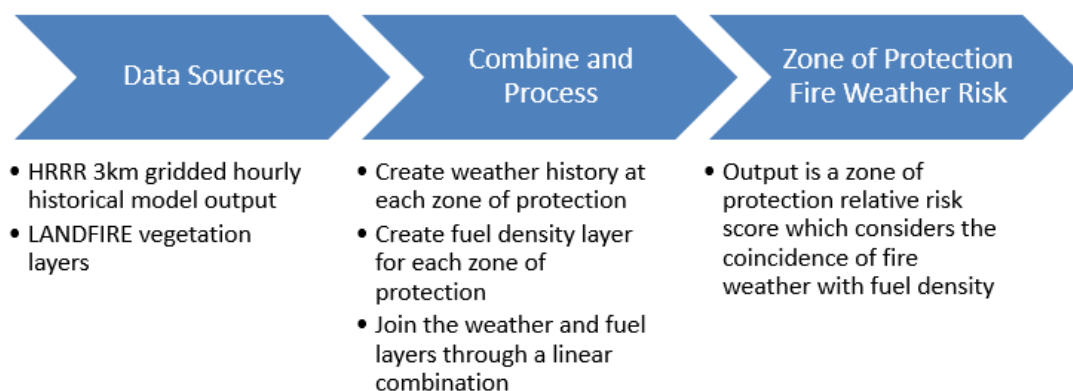 Data Sources
• HRRR 3km gridded hourly
historical model output
• LANDFIRE vegetation
layers
Combine and
Process
• Create weather history at
each zone of protection
• Create fuel density layer
for each zone of
protection
• Join the weather and fuel
layers through a linear
combination
Zone of Protection
Fire Weather Risk
• Output is a zone of
protection relative risk
score which considers the
coincidence of fire
weather with fuel density